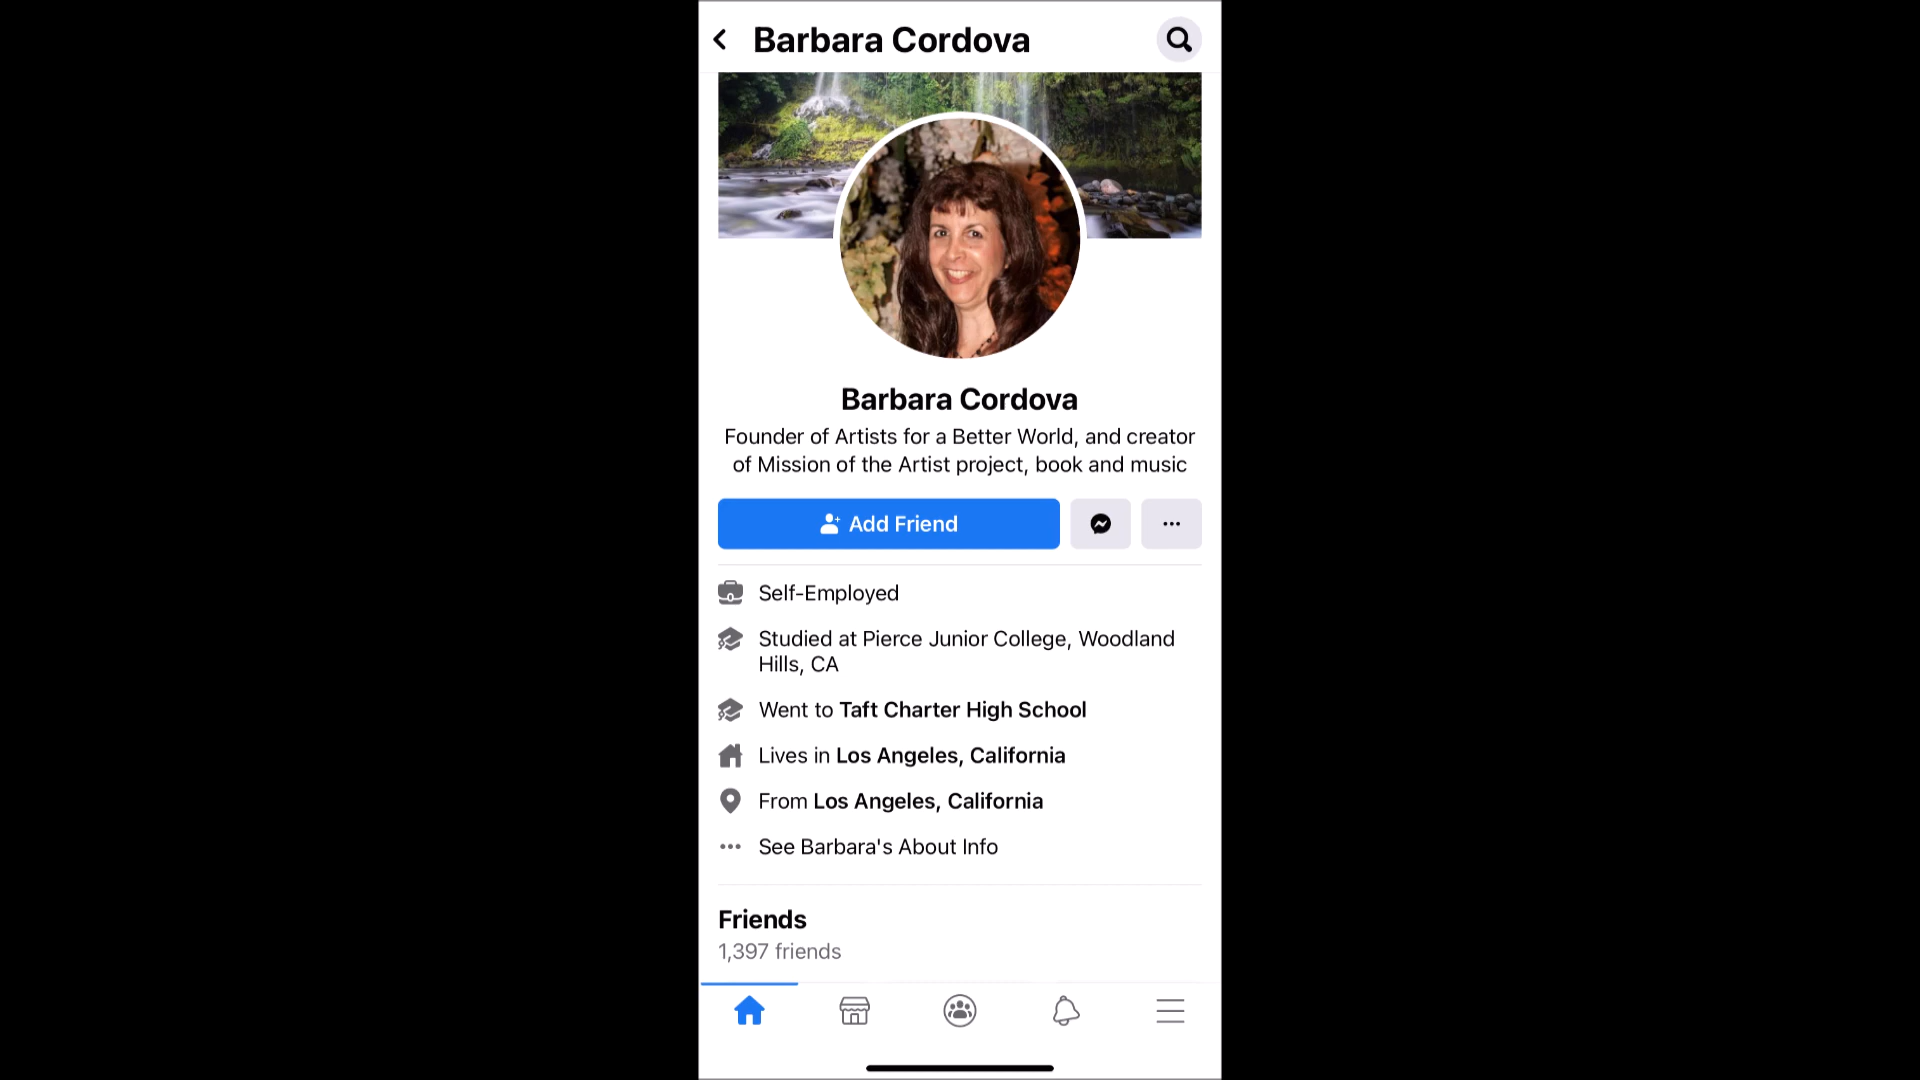 Barbara Cordova
Barbara Cordova
Founder of Artists for a Better World, and creator
of Mission of the Artist project, book and music
Add Friend
Self-Employed
Studied at Pierce Junior College, Woodland
Hills, CA
Went to Taft Charter High School
Lives in Los Angeles, California
From Los Angeles, California
See Barbara's About Info
Friends
1,397 friends